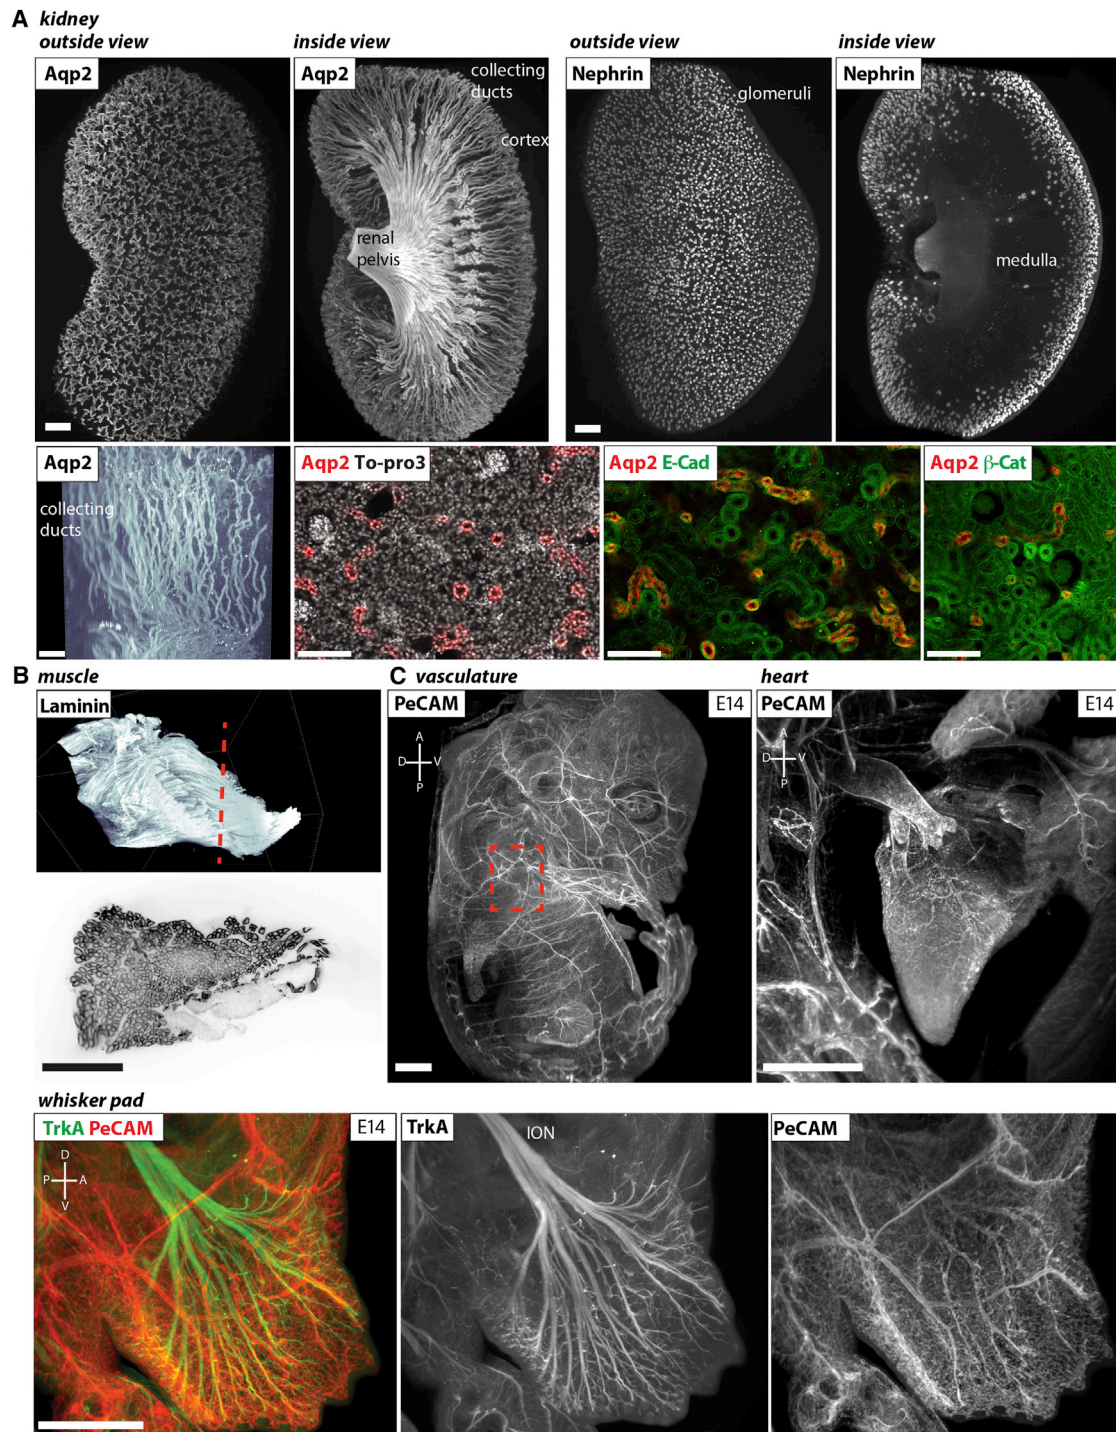 A kidney
outside view
inside view
outside view
inside view
Aqp2
Aqp2
collecting
ducts
cortex
renal
pelvis
Nephrin
glomeruli
Nephrin
medulla
Aqp2
collecting
ducts
Aqp2 To-pro3
Aqp2 E-Cad
Aqp2 β-Cat
B muscle
Laminin
C vasculature
PeCAM
E14
A
D V
P
heart
PeCAM
E14
A
D V
P
whisker pad
TrkA PeCAM
E14
D
P A
V
TrkA
ION
PeCAM